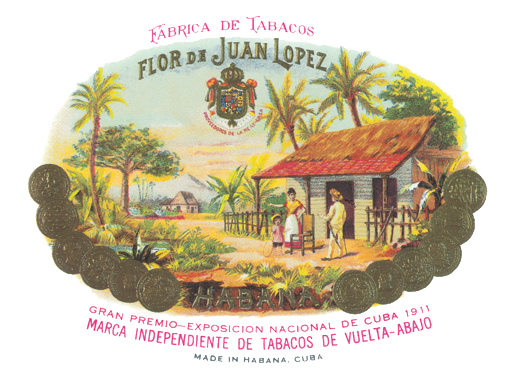 FÁBRICA DE TABACOS
FLOR DE JUAN LOPEZ
HABANA
GRAN PREMIO—EXPOSICION NACIONAL DE CUBA 1911
MARCA INDEPENDIENTE DE TABACOS DE VUELTA-ABAJO
MADE IN HABANA, CUBA